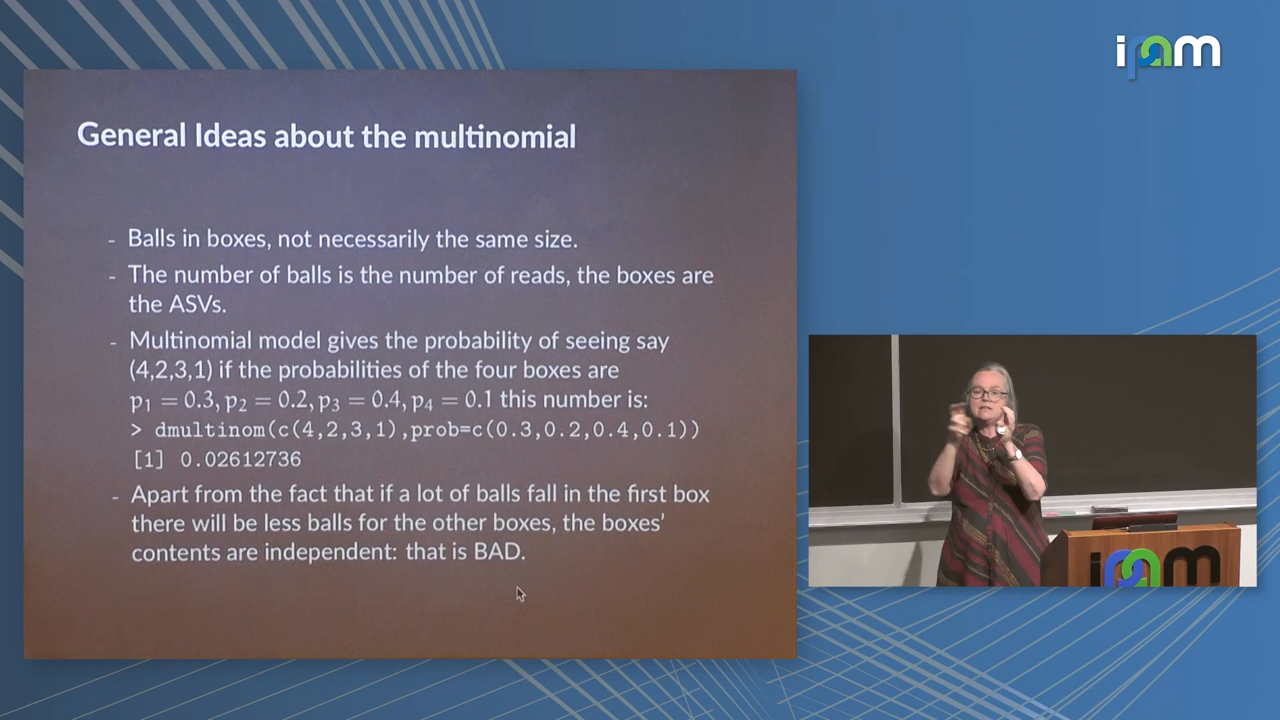 ipam
General Ideas about the multinomial
- Balls in boxes, not necessarily the same size.
- The number of balls is the number of reads, the boxes are
the ASVs.
- Multinomial model gives the probability of seeing say
(4,2,3,1) if the probabilities of the four boxes are
p₁ = 0.3, p₂ = 0.2, p₃ = 0.4, p₄ = 0.1 this number is:
> dmultinom(c(4,2,3,1),prob=c(0.3,0.2,0.4,0.1))
[1] 0.02612736
- Apart from the fact that if a lot of balls fall in the first box
there will be less balls for the other boxes, the boxes'
contents are independent: that is BAD.
ipam